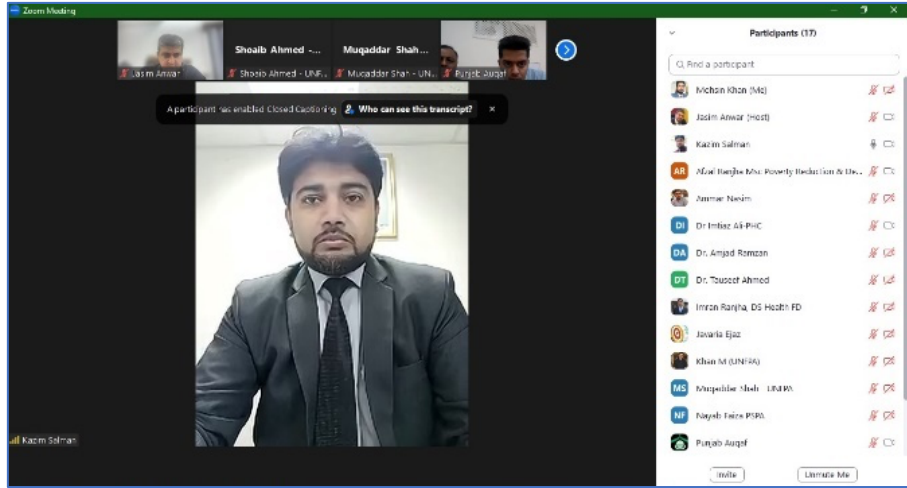 Zoom Meeting
Shoaib Ahmed -...
Muqaddar Shah...
Jasim Anwar
Shoaib Ahmed - UNF...
Muqaddar Shah - UN...
Punjab Auqaf
A participant has enabled Closed Captioning
Who can see this transcript?
Kazim Salman
Participants (17)
Find a participant
Mohsin Khan (Me)
Jasim Anwar (Host)
Kazim Salman
AR Afzal Ranjha Msc Poverty Reduction & De...
Ammar Nasim
DI Dr Imtiaz Ali-PHC
DA Dr. Amjad Ramzan
DT Dr. Tauseef Ahmed
Imran Ranjha, DS Health FD
Javaria Ejaz
Khan M (UNFPA)
MS Muqaddar Shah - UNFPA
NF Nayab Faiza PSPA
Punjab Auqaf
Invite
Unmute Me